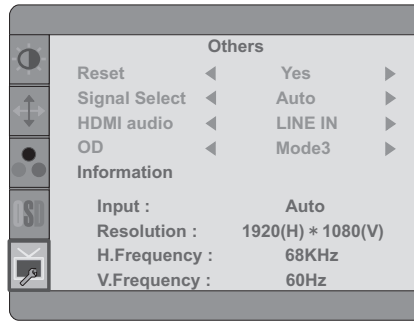 Others
Reset Yes
Signal Select Auto
HDMI audio LINE IN
OD Mode3
Information
Input : Auto
Resolution : 1920(H) * 1080(V)
H.Frequency : 68KHz
V.Frequency : 60Hz
OSD